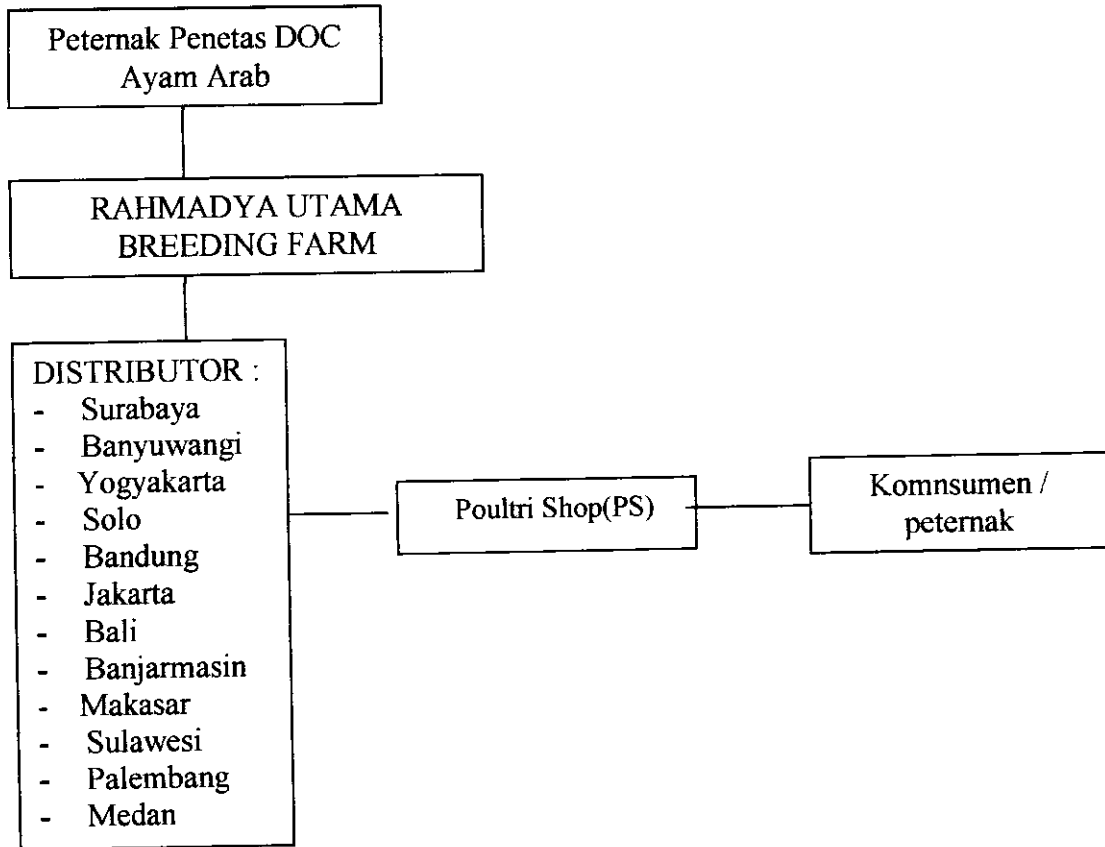 Peternak Penetas DOC
Ayam Arab
RAHMADYA UTAMA
BREEDING FARM
DISTRIBUTOR :
- Surabaya
- Banyuwangi
- Yogyakarta
- Solo
- Bandung
- Jakarta
- Bali
- Banjarmasin
- Makasar
- Sulawesi
- Palembang
- Medan
Poultri Shop(PS)
Komnsumen /
peternak